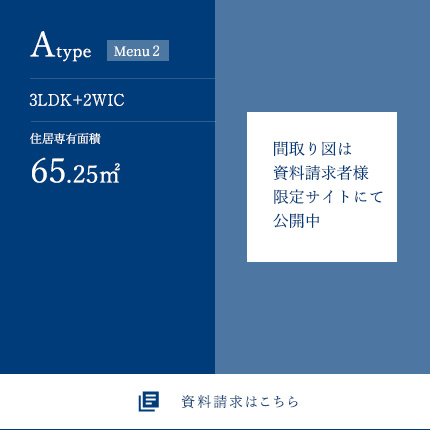 Atype Menu 2
3LDK+2WIC
住居専有面積
65.25㎡
間取り図は
資料請求者様
限定サイトにて
公開中
資料請求はこちら